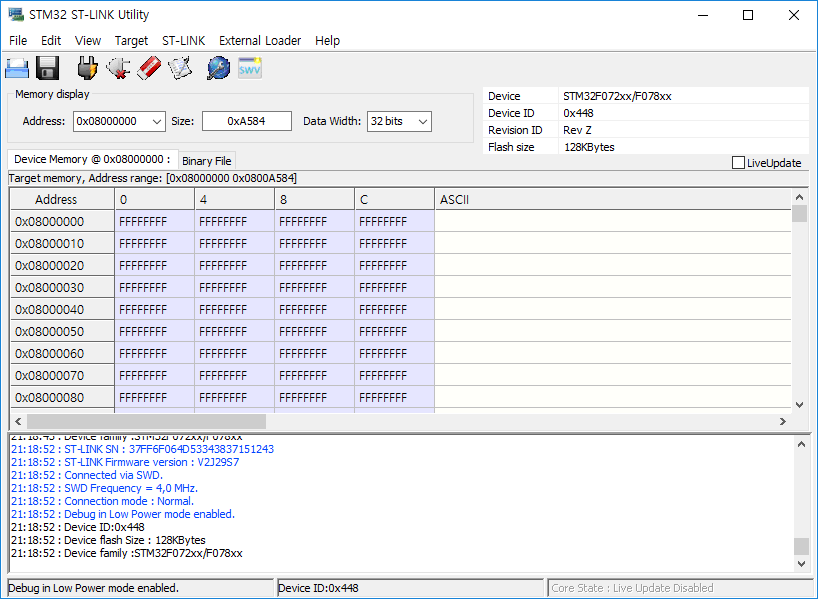 STM32 ST-LINK Utility
File Edit View Target ST-LINK External Loader Help
SWV
Memory display
Address: 0x08000000 Size: 0xA584 Data Width: 32 bits
Device STM32F072xx/F078xx
Device ID 0x448
Revision ID Rev Z
Flash size 128KBytes
LiveUpdate
Device Memory @ 0x08000000 : Binary File
Target memory, Address range: [0x08000000 0x0800A584]
Address 0 4 8 C ASCII
0x08000000 FFFFFFFF FFFFFFFF FFFFFFFF FFFFFFFF
0x08000010 FFFFFFFF FFFFFFFF FFFFFFFF FFFFFFFF
0x08000020 FFFFFFFF FFFFFFFF FFFFFFFF FFFFFFFF
0x08000030 FFFFFFFF FFFFFFFF FFFFFFFF FFFFFFFF
0x08000040 FFFFFFFF FFFFFFFF FFFFFFFF FFFFFFFF
0x08000050 FFFFFFFF FFFFFFFF FFFFFFFF FFFFFFFF
0x08000060 FFFFFFFF FFFFFFFF FFFFFFFF FFFFFFFF
0x08000070 FFFFFFFF FFFFFFFF FFFFFFFF FFFFFFFF
0x08000080 FFFFFFFF FFFFFFFF FFFFFFFF FFFFFFFF
21:18:43 : Device family :STM32F072xx/F078xx
21:18:52 : ST-LINK SN : 37FF6F064D53343837151243
21:18:52 : ST-LINK Firmware version : V2J29S7
21:18:52 : Connected via SWD.
21:18:52 : SWD Frequency = 4,0 MHz.
21:18:52 : Connection mode : Normal.
21:18:52 : Debug in Low Power mode enabled.
21:18:52 : Device ID:0x448
21:18:52 : Device flash Size : 128KBytes
21:18:52 : Device family :STM32F072xx/F078xx
Debug in Low Power mode enabled. Device ID:0x448 Core State : Live Update Disabled